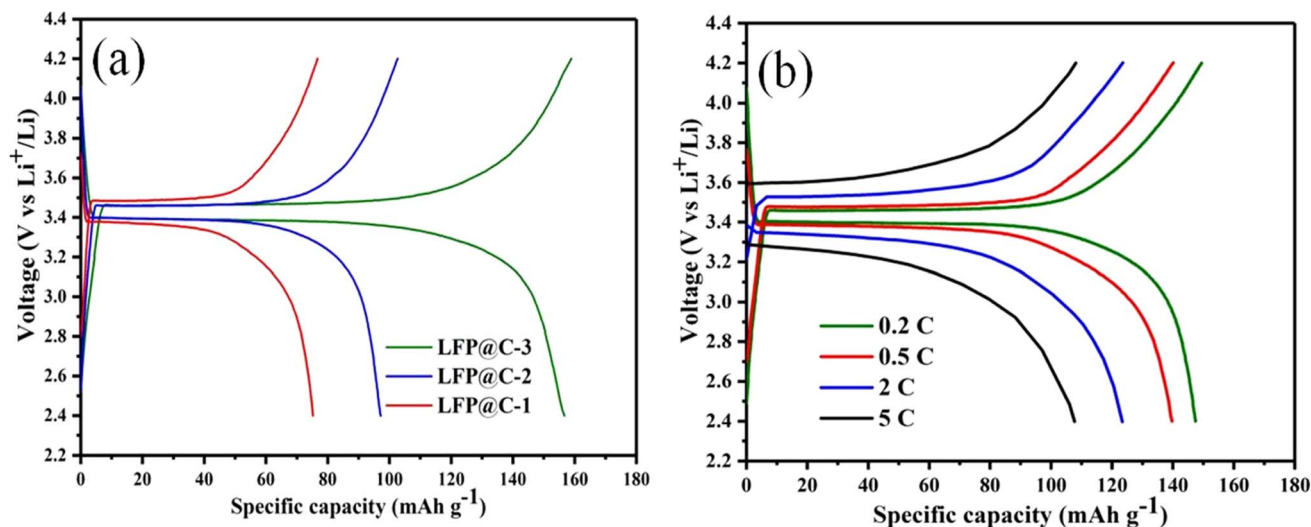 (a)
4.4
4.2
4.0
3.8
3.6
3.4
3.2
3.0
2.8
2.6
2.4
2.2
Voltage (V vs Li⁺/Li)
LFP@C-3
LFP@C-2
LFP@C-1
0 20 40 60 80 100 120 140 160 180
Specific capacity (mAh g⁻¹)
(b)
4.4
4.2
4.0
3.8
3.6
3.4
3.2
3.0
2.8
2.6
2.4
2.2
Voltage (V vs Li⁺/Li)
0.2 C
0.5 C
2 C
5 C
0 20 40 60 80 100 120 140 160 180
Specific capacity (mAh g⁻¹)